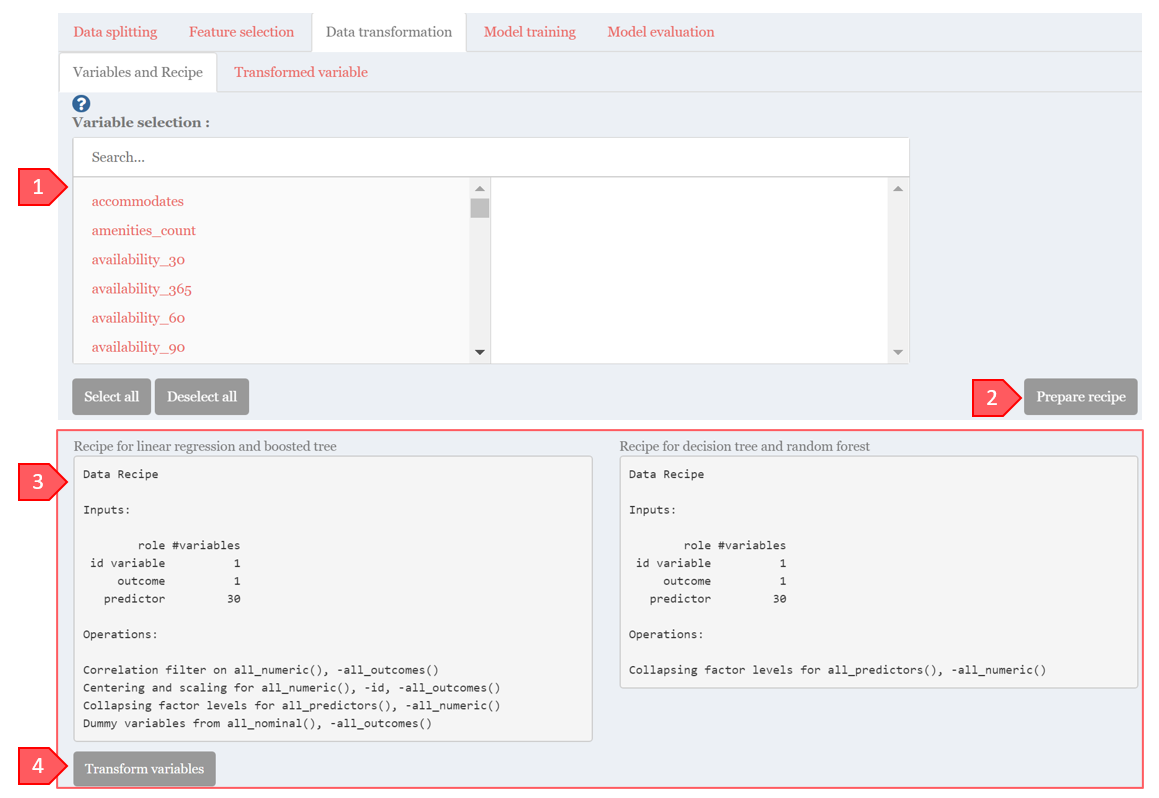 Data splitting Feature selection Data transformation Model training Model evaluation
Variables and Recipe Transformed variable
?
Variable selection :
Search...
1
accommodates
amenities_count
availability_30
availability_365
availability_60
availability_90
Select all Deselect all 2 Prepare recipe
Recipe for linear regression and boosted tree
3
Data Recipe
Inputs:
role #variables
id variable 1
outcome 1
predictor 30
Operations:
Correlation filter on all_numeric(), -all_outcomes()
Centering and scaling for all_numeric(), -id, -all_outcomes()
Collapsing factor levels for all_predictors(), -all_numeric()
Dummy variables from all_nominal(), -all_outcomes()
Recipe for decision tree and random forest
Data Recipe
Inputs:
role #variables
id variable 1
outcome 1
predictor 30
Operations:
Collapsing factor levels for all_predictors(), -all_numeric()
4 Transform variables